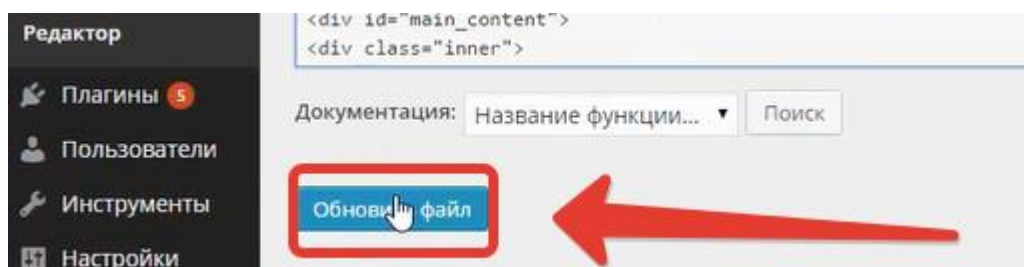 Редактор
<div id="main_content">
<div class="inner">
Плагины 5
Документация: Название функции... Поиск
Пользователи
Инструменты
Обновить файл
Настройки